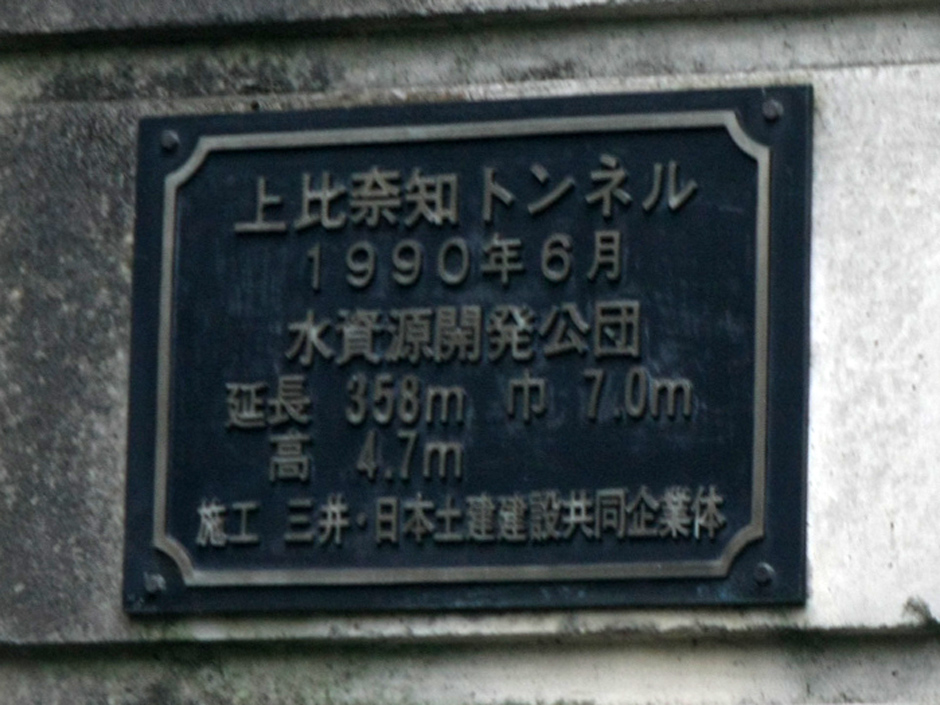 上比奈知トンネル
1990年6月
水資源開発公団
延長 358m 巾 7.0m
高 4.7m
施工 三井・日本土建建設共同企業体